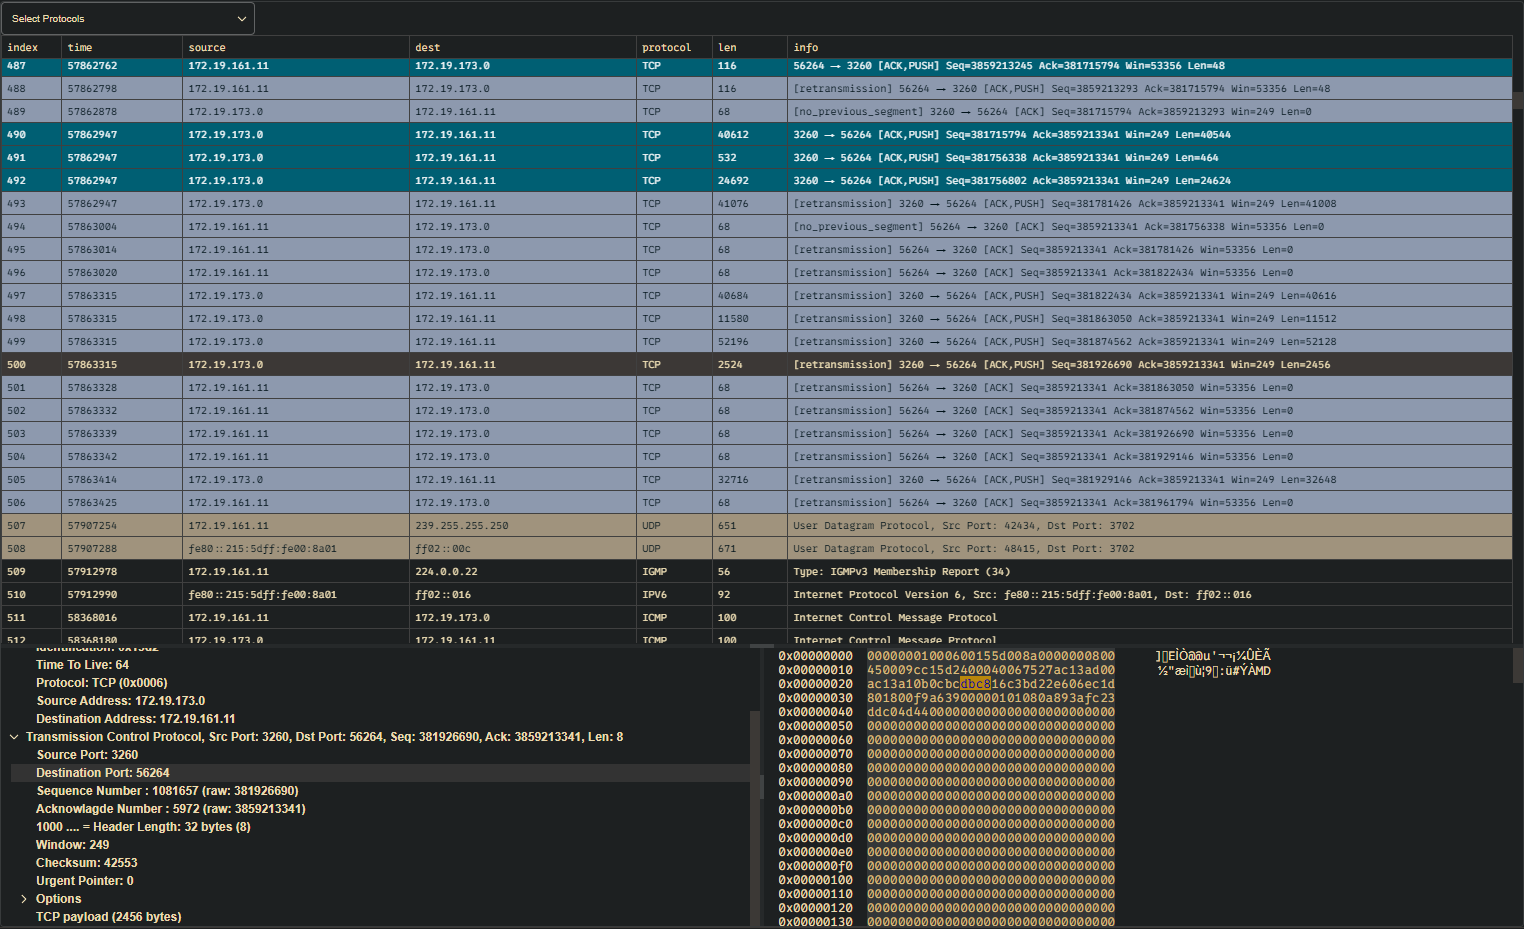 Select Protocols
index time source dest protocol len info
487 57862762 172.19.161.11 172.19.173.0 TCP 116 56264 → 3260 [ACK,PUSH] Seq=3859213245 Ack=381715794 Win=53356 Len=48
488 57862798 172.19.161.11 172.19.173.0 TCP 116 [retransmission] 56264 → 3260 [ACK,PUSH] Seq=3859213293 Ack=381715794 Win=53356 Len=48
489 57862878 172.19.173.0 172.19.161.11 TCP 68 [no_previous_segment] 3260 → 56264 [ACK] Seq=381715794 Ack=3859213293 Win=249 Len=0
490 57862947 172.19.173.0 172.19.161.11 TCP 40612 3260 → 56264 [ACK,PUSH] Seq=381715794 Ack=3859213341 Win=249 Len=40544
491 57862947 172.19.173.0 172.19.161.11 TCP 532 3260 → 56264 [ACK,PUSH] Seq=381756338 Ack=3859213341 Win=249 Len=464
492 57862947 172.19.173.0 172.19.161.11 TCP 24692 3260 → 56264 [ACK,PUSH] Seq=381756802 Ack=3859213341 Win=249 Len=24624
493 57862947 172.19.173.0 172.19.161.11 TCP 41076 [retransmission] 3260 → 56264 [ACK,PUSH] Seq=381781426 Ack=3859213341 Win=249 Len=41008
494 57863004 172.19.161.11 172.19.173.0 TCP 68 [no_previous_segment] 56264 → 3260 [ACK] Seq=3859213341 Ack=381756338 Win=53356 Len=0
495 57863014 172.19.161.11 172.19.173.0 TCP 68 [retransmission] 56264 → 3260 [ACK] Seq=3859213341 Ack=381781426 Win=53356 Len=0
496 57863020 172.19.161.11 172.19.173.0 TCP 68 [retransmission] 56264 → 3260 [ACK] Seq=3859213341 Ack=381822434 Win=53356 Len=0
497 57863315 172.19.173.0 172.19.161.11 TCP 40684 [retransmission] 3260 → 56264 [ACK,PUSH] Seq=381822434 Ack=3859213341 Win=249 Len=40616
498 57863315 172.19.173.0 172.19.161.11 TCP 11580 [retransmission] 3260 → 56264 [ACK,PUSH] Seq=381863050 Ack=3859213341 Win=249 Len=11512
499 57863315 172.19.173.0 172.19.161.11 TCP 52196 [retransmission] 3260 → 56264 [ACK,PUSH] Seq=381874562 Ack=3859213341 Win=249 Len=52128
500 57863315 172.19.173.0 172.19.161.11 TCP 2524 [retransmission] 3260 → 56264 [ACK,PUSH] Seq=381926690 Ack=3859213341 Win=249 Len=2456
501 57863328 172.19.161.11 172.19.173.0 TCP 68 [retransmission] 56264 → 3260 [ACK] Seq=3859213341 Ack=381863050 Win=53356 Len=0
502 57863332 172.19.161.11 172.19.173.0 TCP 68 [retransmission] 56264 → 3260 [ACK] Seq=3859213341 Ack=381874562 Win=53356 Len=0
503 57863339 172.19.161.11 172.19.173.0 TCP 68 [retransmission] 56264 → 3260 [ACK] Seq=3859213341 Ack=381926690 Win=53356 Len=0
504 57863342 172.19.161.11 172.19.173.0 TCP 68 [retransmission] 56264 → 3260 [ACK] Seq=3859213341 Ack=381929146 Win=53356 Len=0
505 57863414 172.19.173.0 172.19.161.11 TCP 32716 [retransmission] 3260 → 56264 [ACK,PUSH] Seq=381929146 Ack=3859213341 Win=249 Len=32648
506 57863425 172.19.161.11 172.19.173.0 TCP 68 [retransmission] 56264 → 3260 [ACK] Seq=3859213341 Ack=381961794 Win=53356 Len=0
507 57907254 172.19.161.11 239.255.255.250 UDP 651 User Datagram Protocol, Src Port: 42434, Dst Port: 3702
508 57907288 fe80::215:5dff:fe00:8a01 ff02::00c UDP 671 User Datagram Protocol, Src Port: 48415, Dst Port: 3702
509 57912978 172.19.161.11 224.0.0.22 IGMP 56 Type: IGMPv3 Membership Report (34)
510 57912990 fe80::215:5dff:fe00:8a01 ff02::016 IPV6 92 Internet Protocol Version 6, Src: fe80::215:5dff:fe00:8a01, Dst: ff02::016
511 58368016 172.19.161.11 172.19.173.0 ICMP 100 Internet Control Message Protocol
512 58368180 172.19.173.0 172.19.161.11 ICMP 100 Internet Control Message Protocol
Identification: 0x15d2
Time To Live: 64
Protocol: TCP (0x0006)
Source Address: 172.19.173.0
Destination Address: 172.19.161.11
Transmission Control Protocol, Src Port: 3260, Dst Port: 56264, Seq: 381926690, Ack: 3859213341, Len: 8
Source Port: 3260
Destination Port: 56264
Sequence Number : 1081657 (raw: 381926690)
Acknowlagde Number : 5972 (raw: 3859213341)
1000 .... = Header Length: 32 bytes (8)
Window: 249
Checksum: 42553
Urgent Pointer: 0
Options
TCP payload (2456 bytes)
0x00000000 00000001000600155d008a0000000800
0x00000010 450009cc15d2400040067527ac13ad00
0x00000020 ac13a10b0cbcdbc816c3bd22e606ec1d
0x00000030 801800f9a63900000101080a893afc23
0x00000040 ddc04d44000000000000000000000000
0x00000050 00000000000000000000000000000000
0x00000060 00000000000000000000000000000000
0x00000070 00000000000000000000000000000000
0x00000080 00000000000000000000000000000000
0x00000090 00000000000000000000000000000000
0x000000a0 00000000000000000000000000000000
0x000000b0 00000000000000000000000000000000
0x000000c0 00000000000000000000000000000000
0x000000d0 00000000000000000000000000000000
0x000000e0 00000000000000000000000000000000
0x000000f0 00000000000000000000000000000000
0x00000100 00000000000000000000000000000000
0x00000110 00000000000000000000000000000000
0x00000120 00000000000000000000000000000000
0x00000130 00000000000000000000000000000000
]EÌÒ@@u'¬¬¡¼ÛÈÃ
½"æìù¦9:ü#ÝÀMD